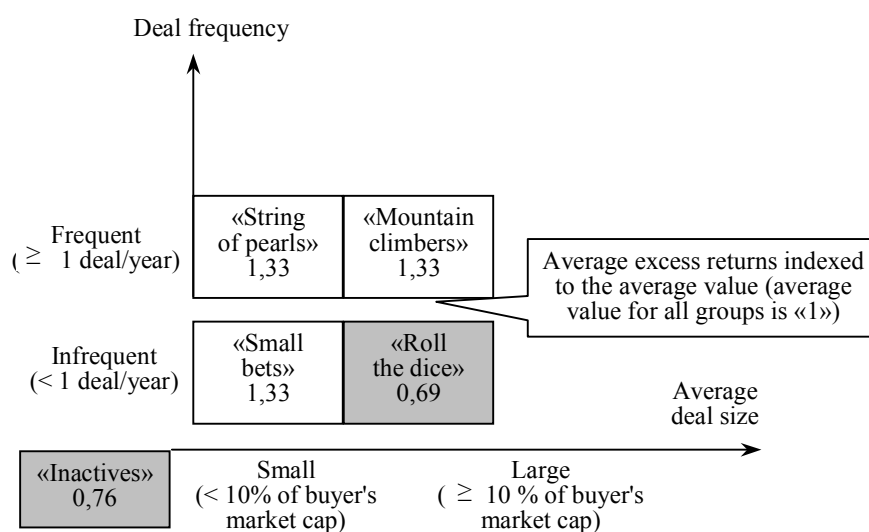 Deal frequency
Frequent
( ≥ 1 deal/year)
«String
of pearls»
1,33
«Mountain
climbers»
1,33
Average excess returns indexed
to the average value (average
value for all groups is «1»)
Infrequent
(< 1 deal/year)
«Small
bets»
1,33
«Roll
the dice»
0,69
Average
deal size
«Inactives»
0,76
Small
(< 10% of buyer's
market cap)
Large
( ≥ 10 % of buyer's
market cap)